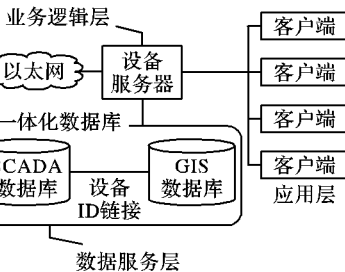 业务逻辑层
以太网
设备
服务器
客户端
客户端
客户端
客户端
应用层
一体化数据库
CADA
数据库
设备
ID链接
GIS
数据库
数据服务层